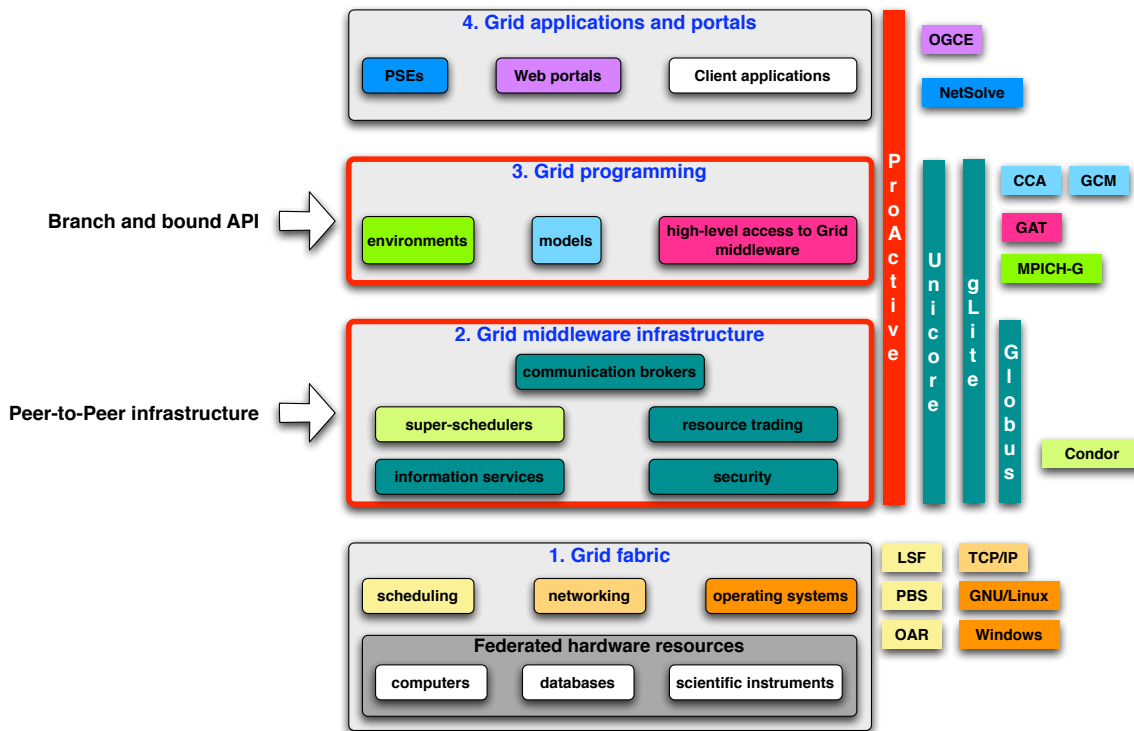 4. Grid applications and portals
PSEs
Web portals
Client applications
OGCE
NetSolve
ProActive
3. Grid programming
Branch and bound API
environments
models
high-level access to Grid
middleware
Unicore
gLite
CCA
GCM
GAT
MPICH-G
2. Grid middleware infrastructure
communication brokers
Peer-to-Peer infrastructure
super-schedulers
resource trading
information services
security
Globus
Condor
1. Grid fabric
scheduling
networking
operating systems
LSF
TCP/IP
PBS
GNU/Linux
OAR
Windows
Federated hardware resources
computers
databases
scientific instruments